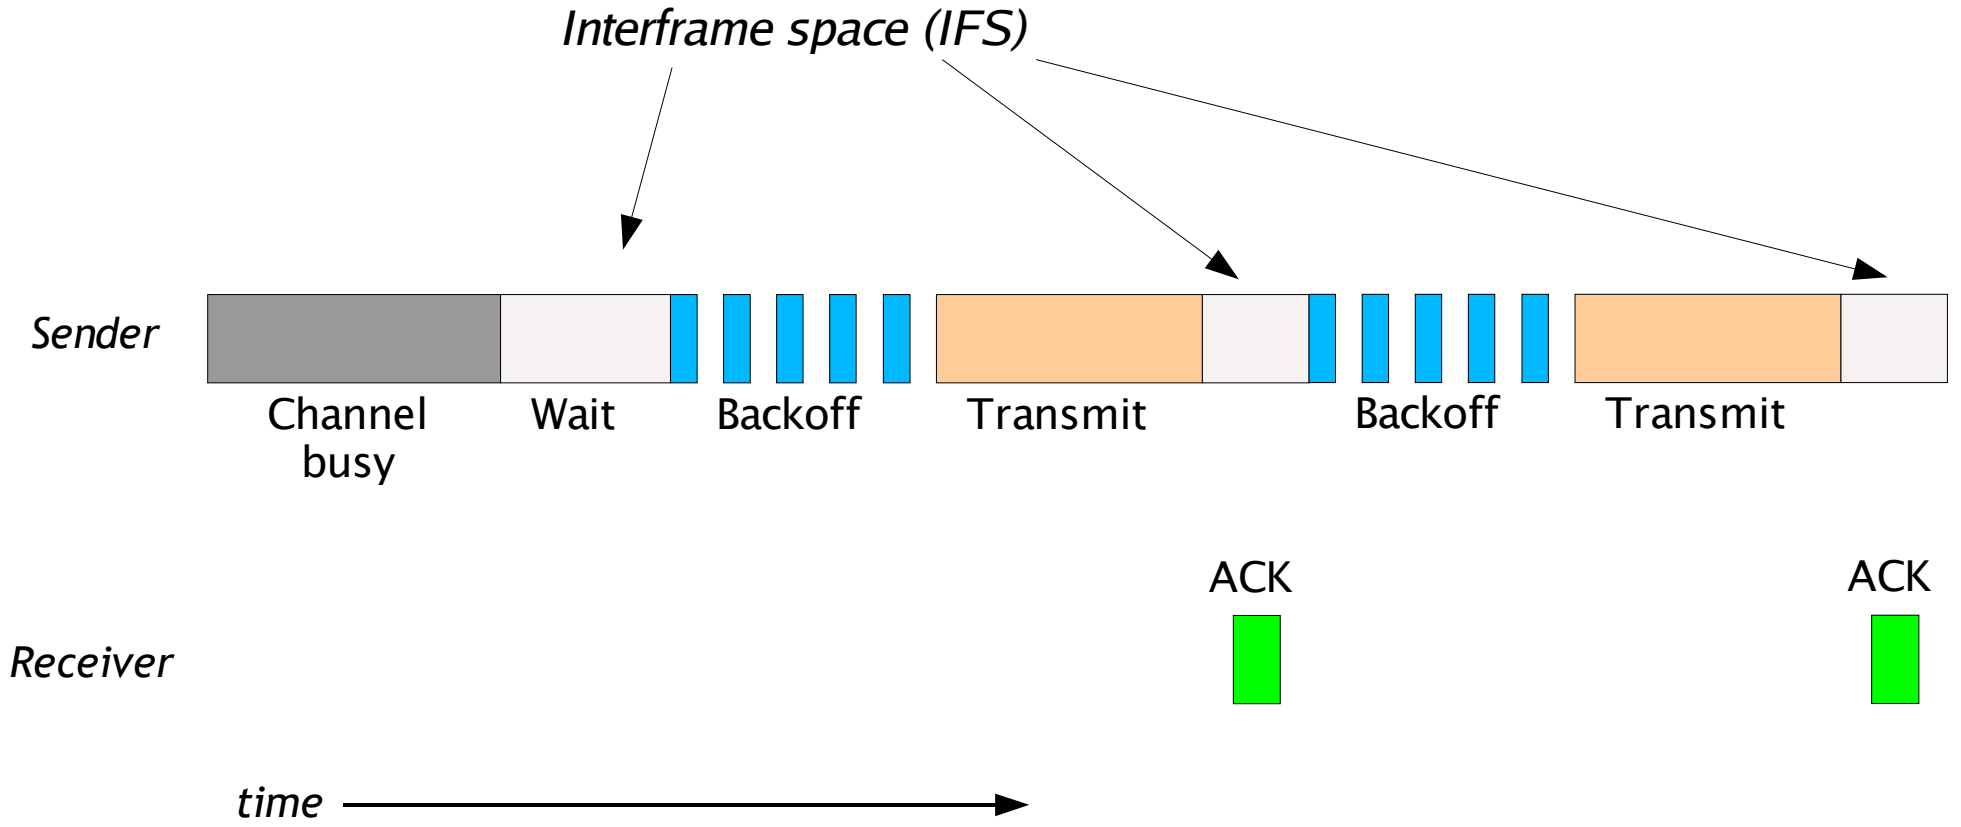 Interframe space (IFS)
Sender
Channel
busy
Wait
Backoff
Transmit
Backoff
Transmit
ACK
ACK
Receiver
time